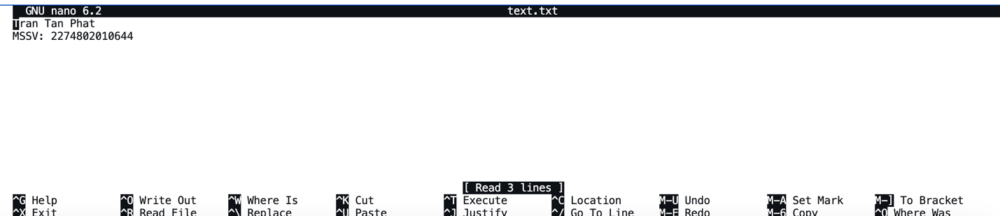 GNU nano 6.2 text.txt
Tran Tan Phat
MSSV: 2274802010644
[ Read 3 lines ]
^G Help ^O Write Out ^W Where Is ^K Cut ^T Execute ^C Location M-U Undo M-A Set Mark M-] To Bracket
^X Exit ^R Read File ^\ Replace ^U Paste ^J Justify ^/ Go To Line M-E Redo M-6 Copy ^Q Where Was